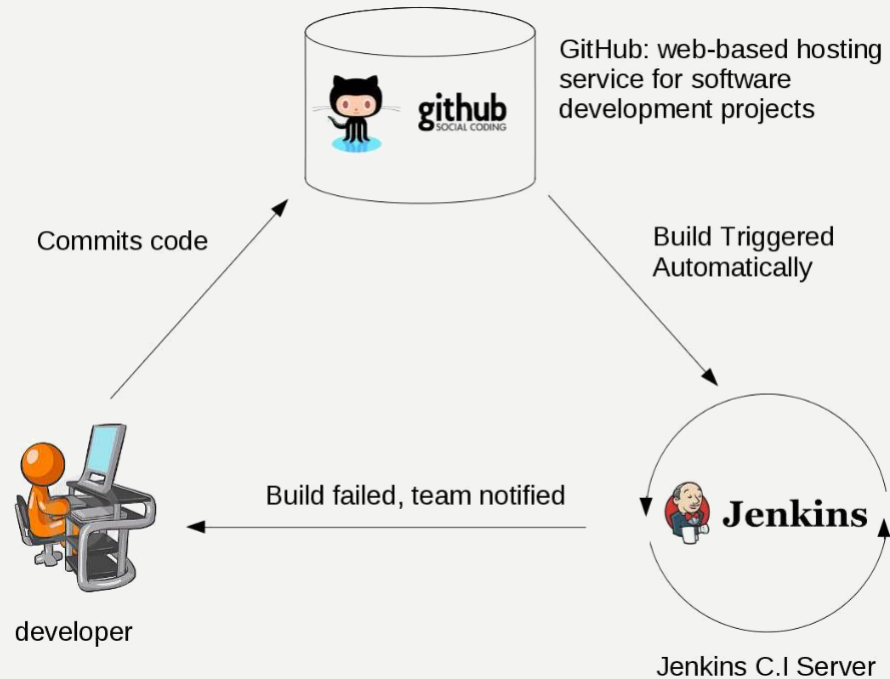 GitHub: web-based hosting
service for software
development projects
github
SOCIAL CODING
Commits code
Build Triggered
Automatically
Build failed, team notified
Jenkins
developer
Jenkins C.I Server